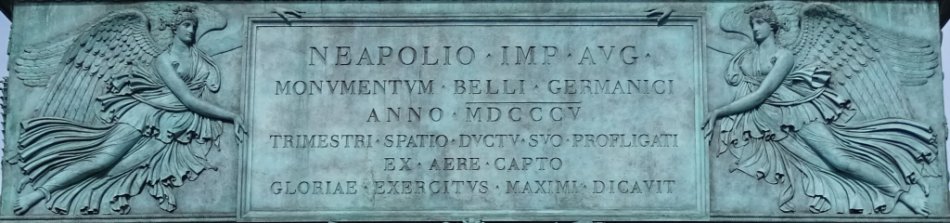 NEAPOLIO · IMP · AVG ·
MONVMENTVM · BELLI · GERMANICI
ANNO · MDCCCV
TRIMESTRI · SPATIO · DVCTV · SVO · PROFLIGATI
EX · AERE · CAPTO
GLORIAE · EXERCITVS · MAXIMI · DICAVIT